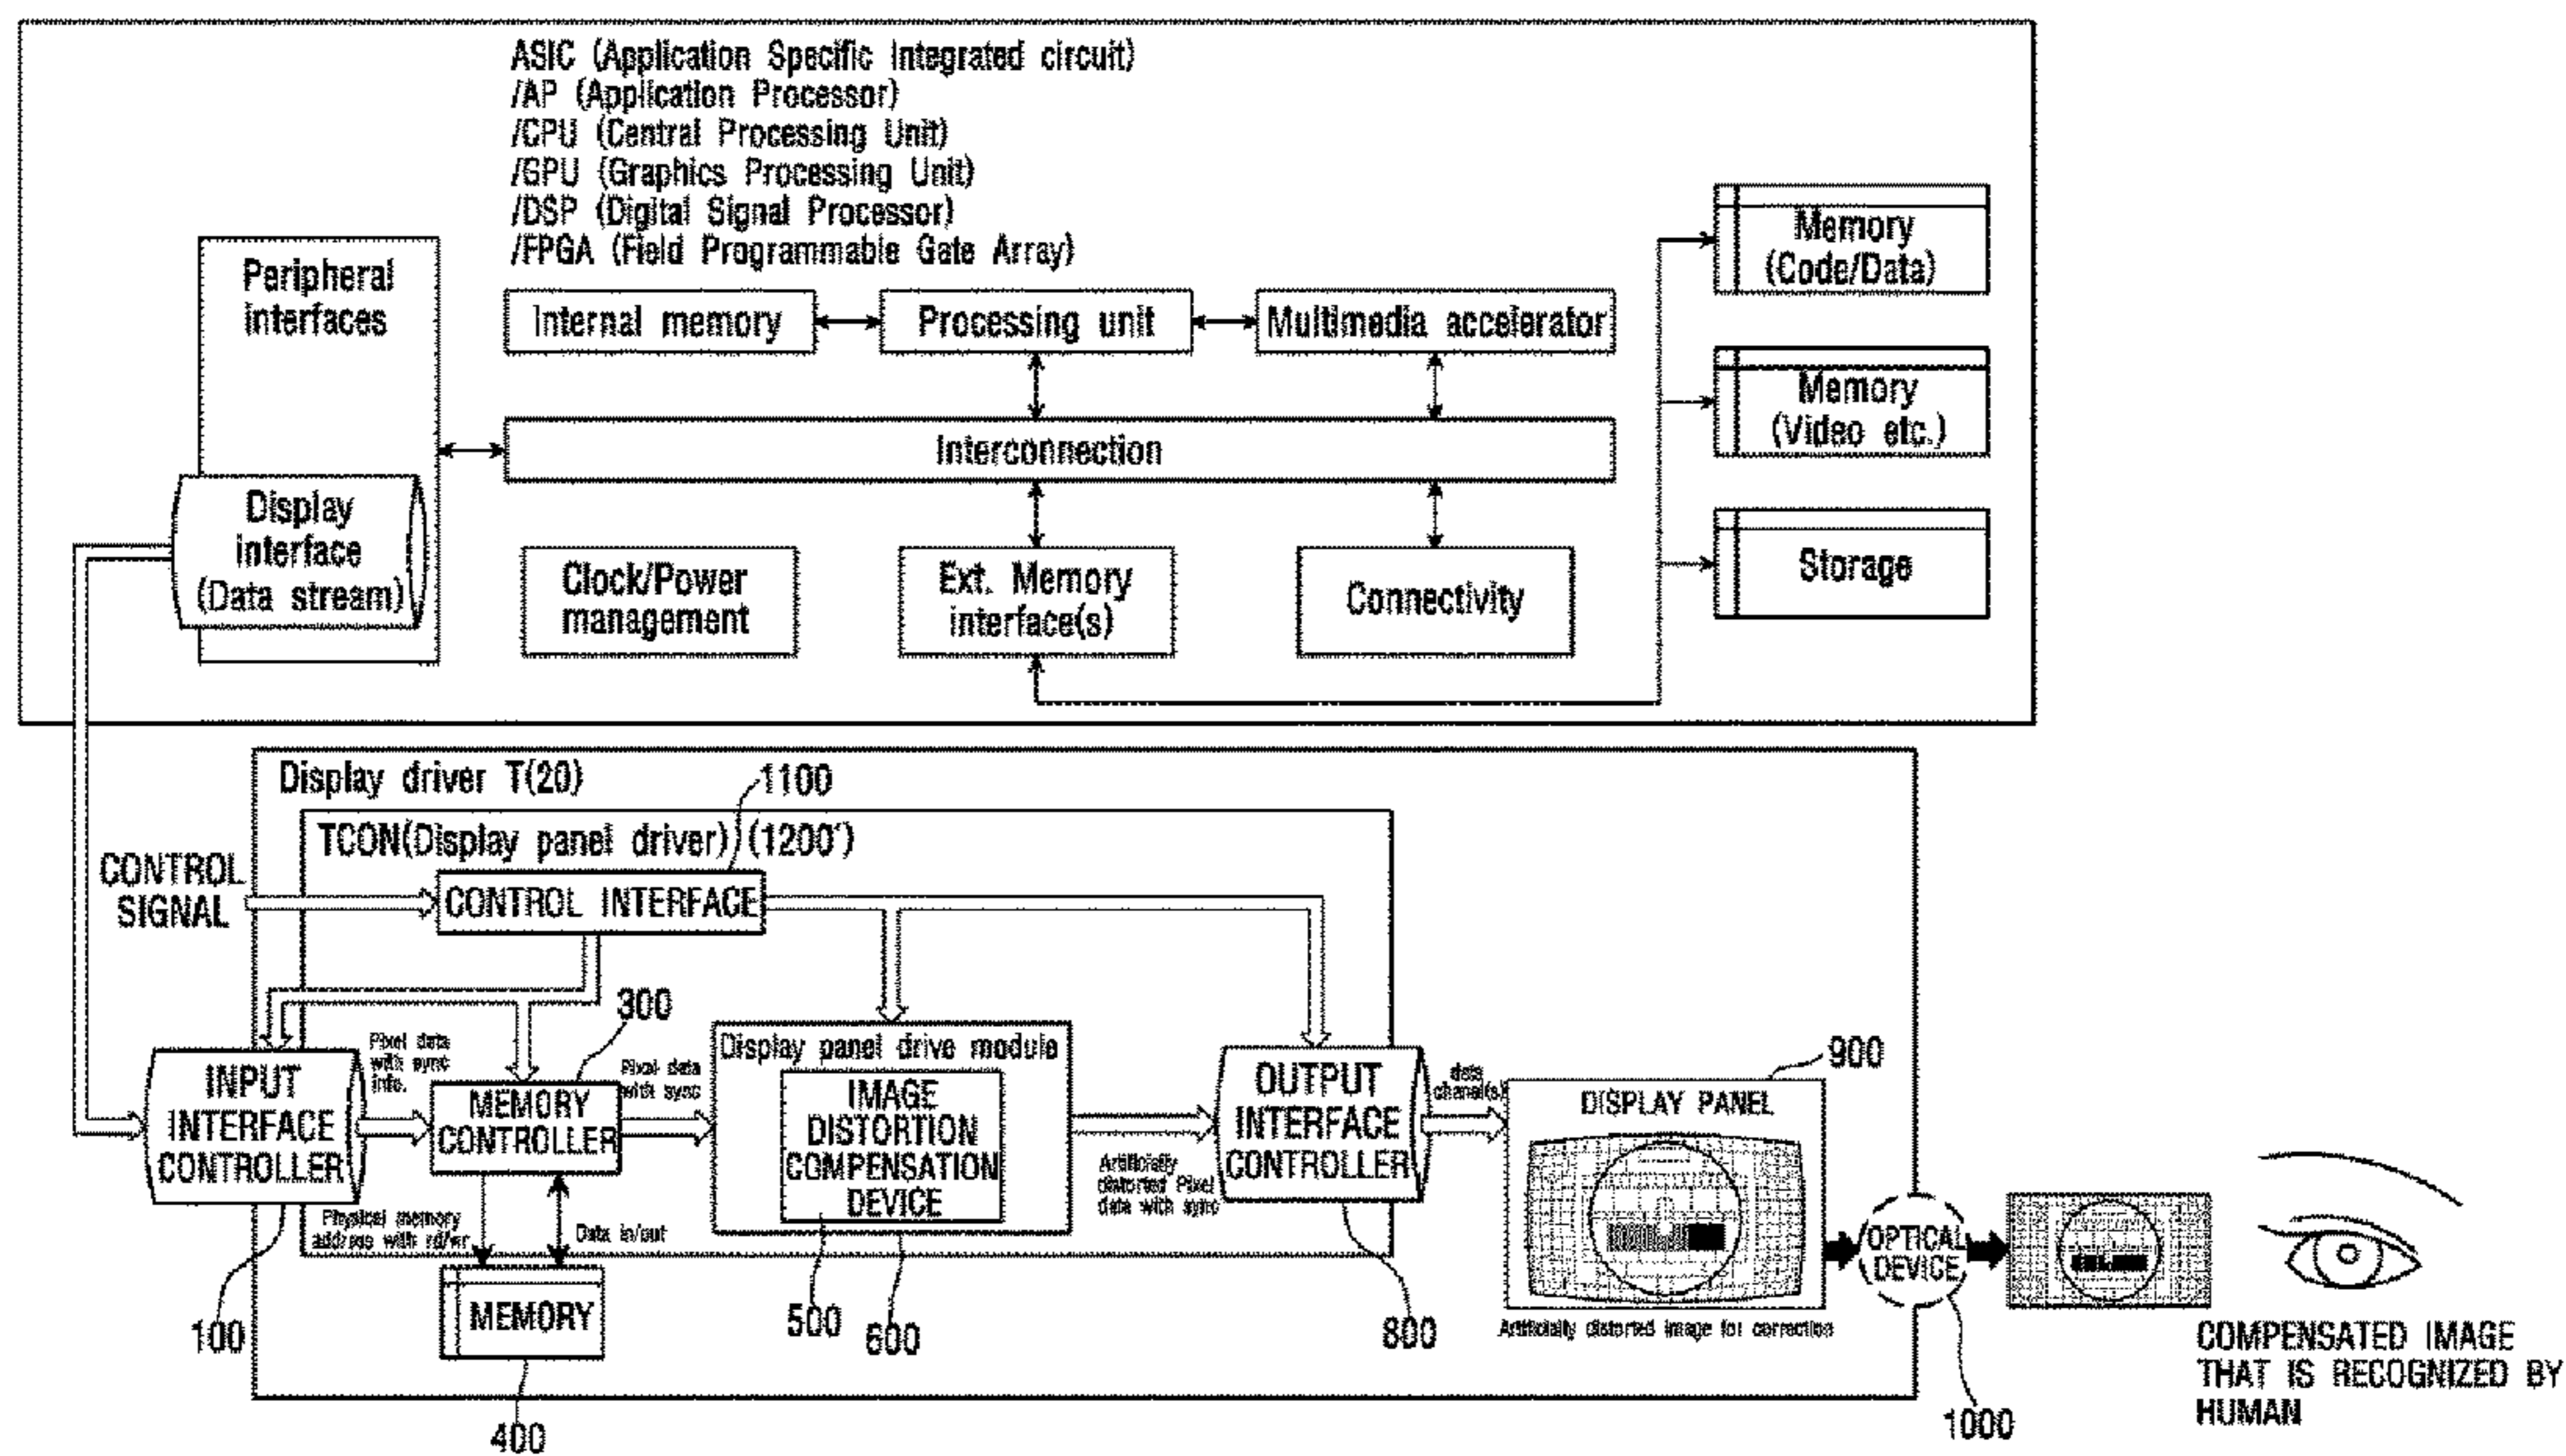 ASIC (Application Specific Integrated circuit)
/AP (Application Processor)
/CPU (Central Processing Unit)
/GPU (Graphics Processing Unit)
/DSP (Digital Signal Processor)
/FPGA (Field Programmable Gate Array)
Peripheral
interfaces
Internal memory
Processing unit
Multimedia accelerator
Memory
(Code/Data)
Memory
(Video etc.)
Storage
Interconnection
Display
interface
(Data stream)
Clock/Power
management
Ext. Memory
interface(s)
Connectivity
Display driver T(20)
1100
TCON(Display panel driver) (1200')
CONTROL
SIGNAL
CONTROL INTERFACE
300
Pixel data
with sync
info.
Pixel data
with sync
INPUT
INTERFACE
CONTROLLER
MEMORY
CONTROLLER
Display panel drive module
IMAGE
DISTORTION
COMPENSATION
DEVICE
Artificially
distorted Pixel
data with sync
OUTPUT
INTERFACE
CONTROLLER
data
chanel(s)
900
DISPLAY PANEL
Artificially distorted image for correction
OPTICAL
DEVICE
Physical memory
address with rd/wr
Data in/out
MEMORY
100
400
500
600
800
1000
COMPENSATED IMAGE
THAT IS RECOGNIZED BY
HUMAN